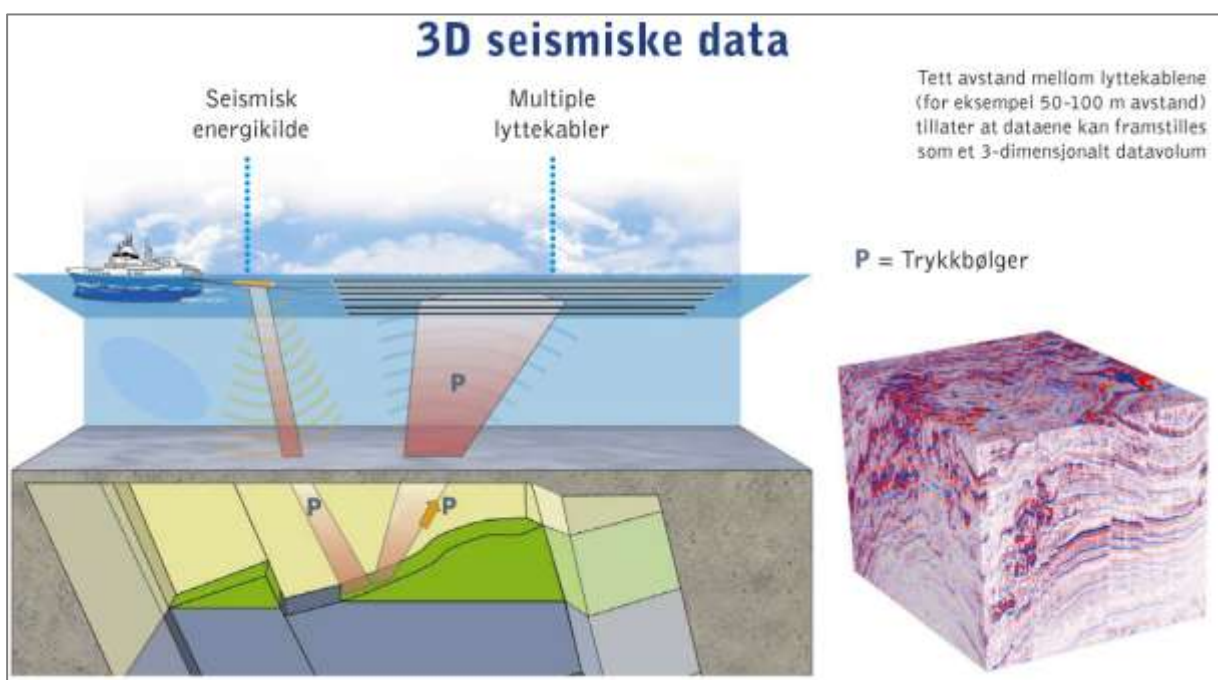 3D seismiske data
Seismisk
energikilde
Multiple
lyttekabler
Tett avstand mellom lyttekablene
(for eksempel 50-100 m avstand)
tillater at dataene kan framstilles
som et 3-dimensjonalt datavolum
P = Trykkbølger
P
P
P